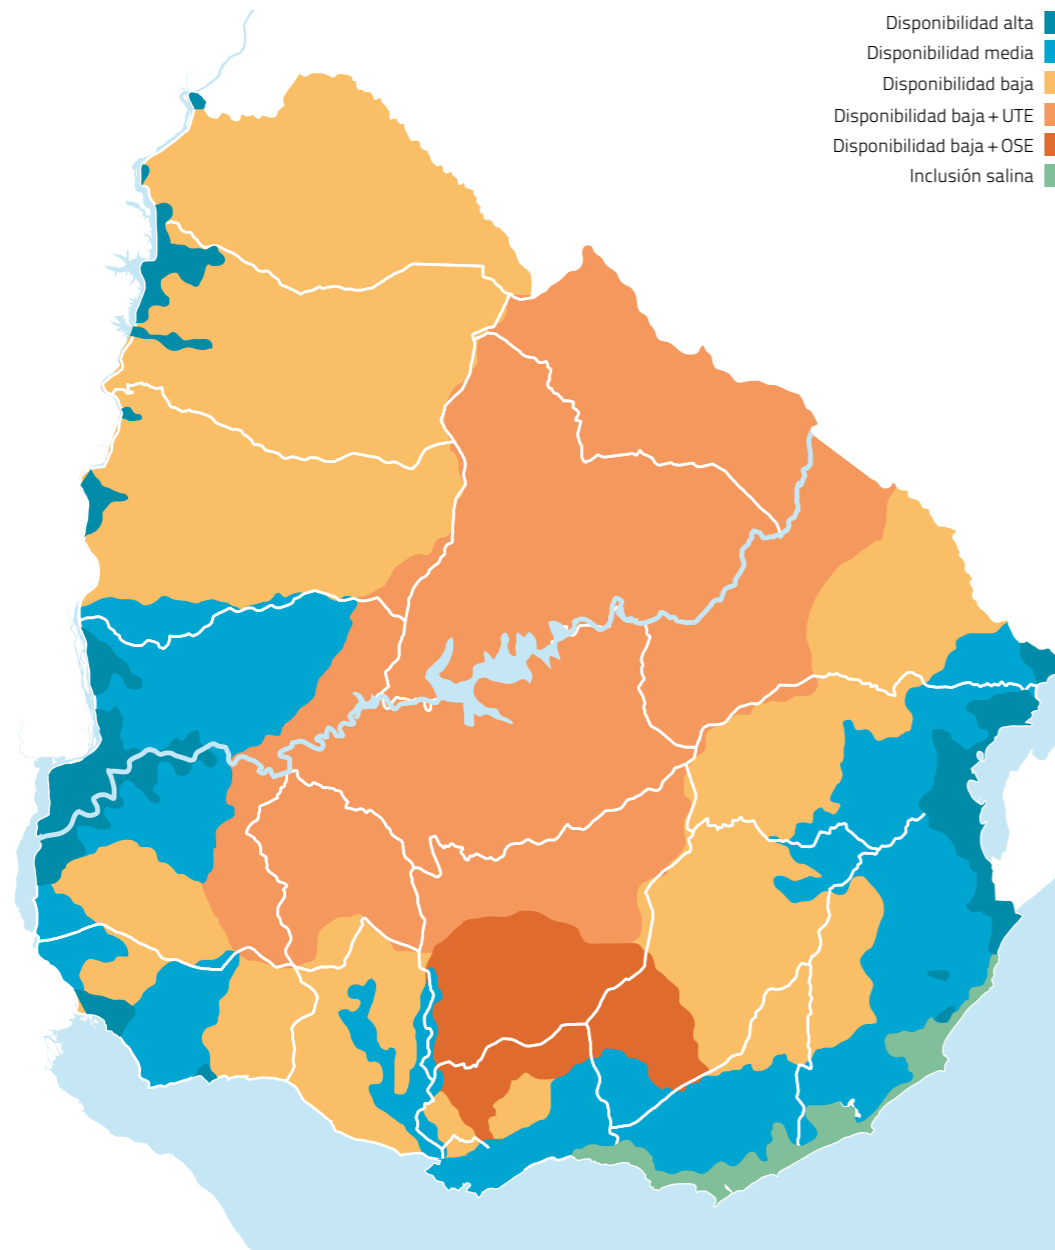 Disponibilidad alta
Disponibilidad media
Disponibilidad baja
Disponibilidad baja + UTE
Disponibilidad baja + OSE
Inclusión salina